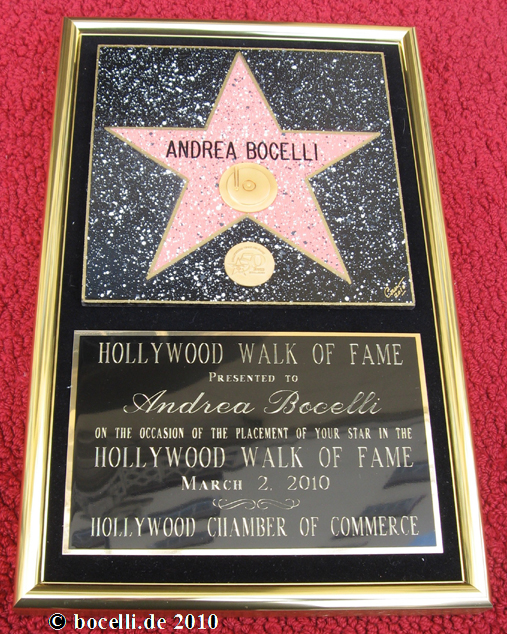 ANDREA BOCELLI
HOLLYWOOD WALK OF FAME
PRESENTED TO
Andrea Bocelli
ON THE OCCASION OF THE PLACEMENT OF YOUR STAR IN THE
HOLLYWOOD WALK OF FAME
MARCH 2, 2010
HOLLYWOOD CHAMBER OF COMMERCE
© bocelli.de 2010